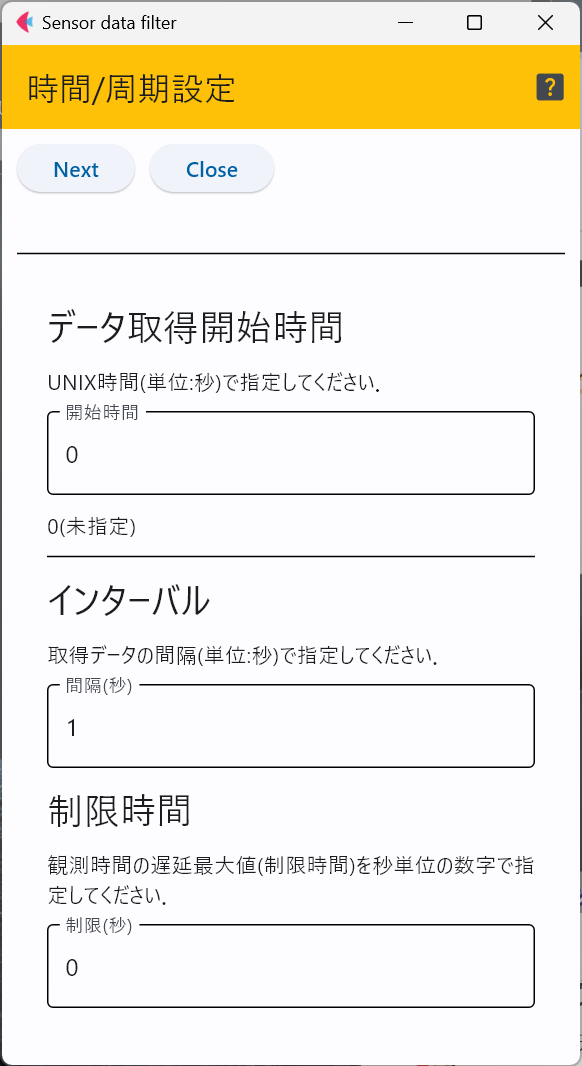 Sensor data filter
時間/周期設定
?
Next
Close
データ取得開始時間
UNIX時間(単位:秒)で指定してください.
開始時間
0
0(未指定)
インターバル
取得データの間隔(単位:秒)で指定してください.
間隔(秒)
1
制限時間
観測時間の遅延最大値(制限時間)を秒単位の数字で指
定してください.
制限(秒)
0